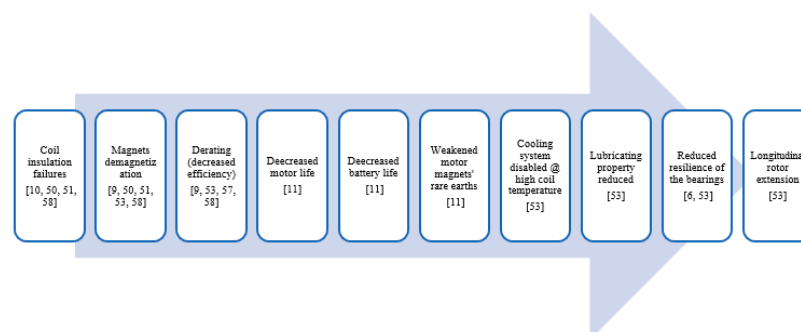 Coil
insulation
failures
[10, 50, 51,
58]
Magnets
demagnetiz
ation
[9, 50, 51,
53, 58]
Derating
(decreased
efficiency)
[9, 53, 57,
58]
Deecreased
motor life
[11]
Deecreased
battery life
[11]
Weakened
motor
magnets'
rare earths
[11]
Cooling
system
disabled @
high coil
temperature
[53]
Lubricating
property
reduced
[53]
Reduced
resilience of
the bearings
[6, 53]
Longitudinal
rotor
extension
[53]